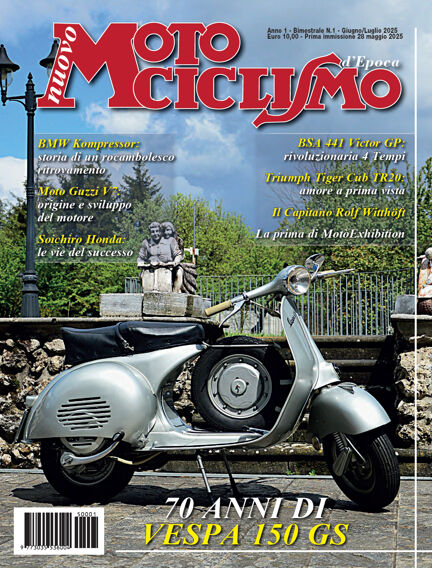 nuovo
MOTO
CICLISMO
d'Epoca
Anno 1 - Bimestrale N.1 - Giugno/Luglio 2025
Euro 10,00 - Prima immissione 28 maggio 2025
BMW Kompressor:
storia di un rocambolesco
ritrovamento
Moto Guzzi V7:
origine e sviluppo
del motore
Soichiro Honda:
le vie del successo
BSA 441 Victor GP:
rivoluzionaria 4 Tempi
Triumph Tiger Cub TR20:
amore a prima vista
Il Capitano Rolf Witthöft
La prima di MotoExhibition
70 ANNI DI
VESPA 150 GS
50001